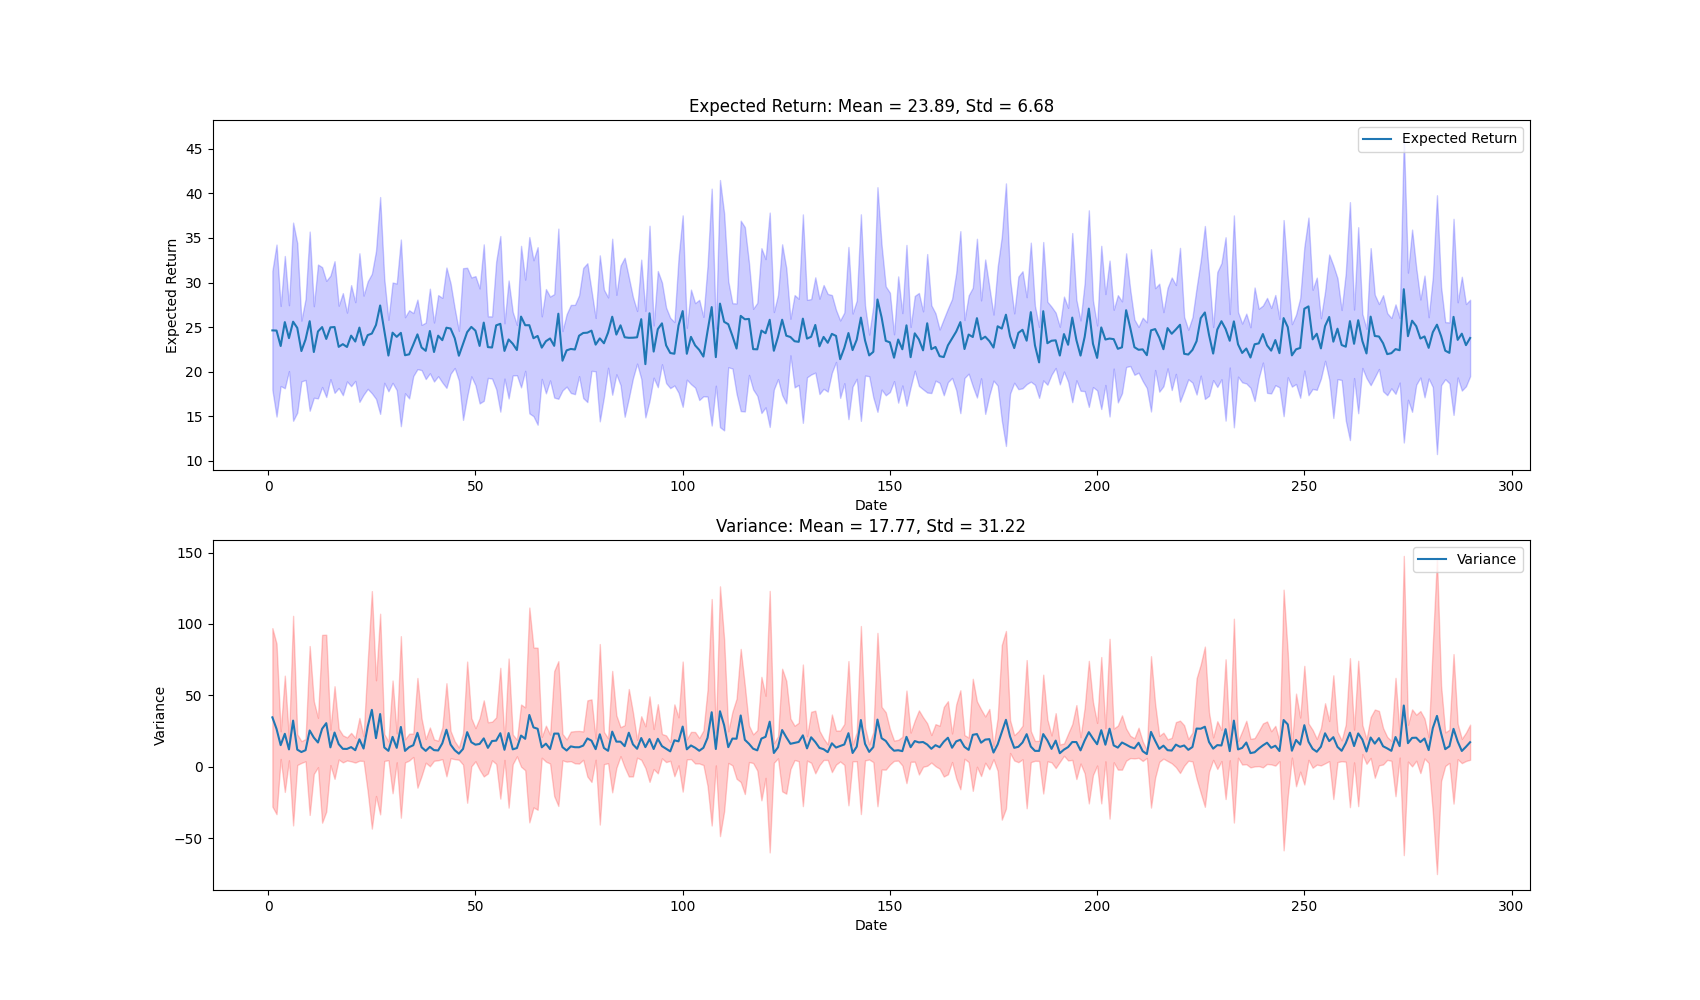 Expected Return: Mean = 23.89, Std = 6.68
Expected Return
45
40
35
30
25
20
15
10
Expected Return
0 50 100 150 200 250 300
Date
Variance: Mean = 17.77, Std = 31.22
Variance
150
100
50
0
−50
Variance
0 50 100 150 200 250 300
Date